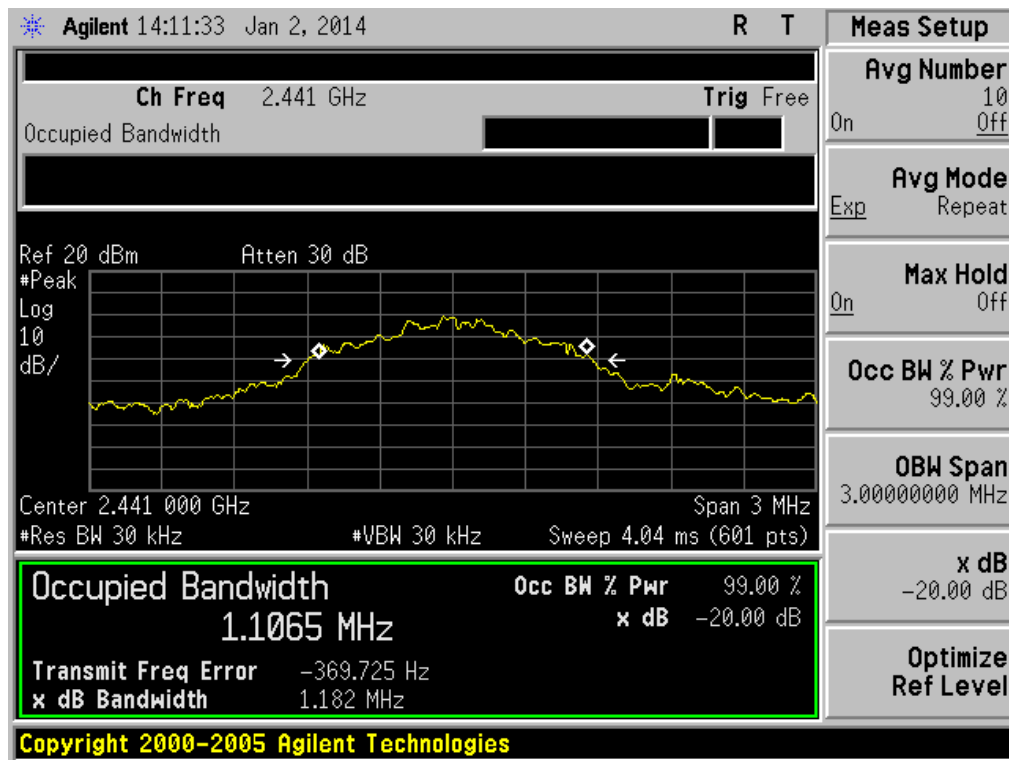 Agilent 14:11:33 Jan 2, 2014 R T
Ch Freq 2.441 GHz Trig Free
Occupied Bandwidth
Ref 20 dBm Atten 30 dB
#Peak
Log
10
dB/
Center 2.441 000 GHz Span 3 MHz
#Res BW 30 kHz #VBW 30 kHz Sweep 4.04 ms (601 pts)
Occupied Bandwidth Occ BW % Pwr 99.00 %
1.1065 MHz x dB -20.00 dB
Transmit Freq Error -369.725 Hz
x dB Bandwidth 1.182 MHz
Copyright 2000-2005 Agilent Technologies
Meas Setup
Avg Number
10
On Off
Avg Mode
Exp Repeat
Max Hold
On Off
Occ BW % Pwr
99.00 %
OBW Span
3.00000000 MHz
x dB
-20.00 dB
Optimize
Ref Level